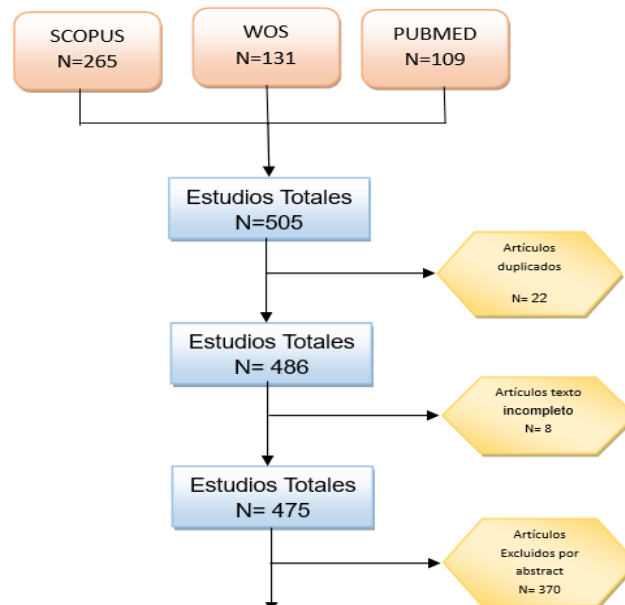 SCOPUS
N=265
WOS
N=131
PUBMED
N=109
Estudios Totales
N=505
Artículos
duplicados
N= 22
Estudios Totales
N= 486
Artículos texto
incompleto
N= 8
Estudios Totales
N= 475
Artículos
Excluidos por
abstract
N= 370